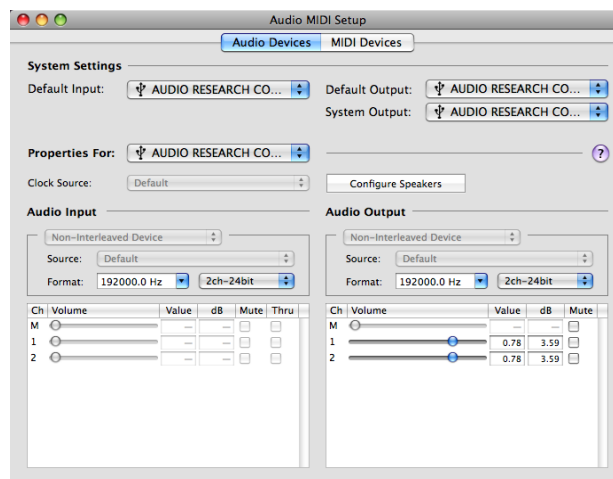 Audio MIDI Setup
Audio Devices MIDI Devices
System Settings
Default Input: AUDIO RESEARCH CO... Default Output: AUDIO RESEARCH CO...
System Output: AUDIO RESEARCH CO...
Properties For: AUDIO RESEARCH CO... ?
Clock Source: Default Configure Speakers
Audio Input Audio Output
Non-Interleaved Device Non-Interleaved Device
Source: Default Source: Default
Format: 192000.0 Hz 2ch-24bit Format: 192000.0 Hz 2ch-24bit
Ch Volume Value dB Mute Thru Ch Volume Value dB Mute
M — — M — —
1 — — 1 0.78 3.59
2 — — 2 0.78 3.59